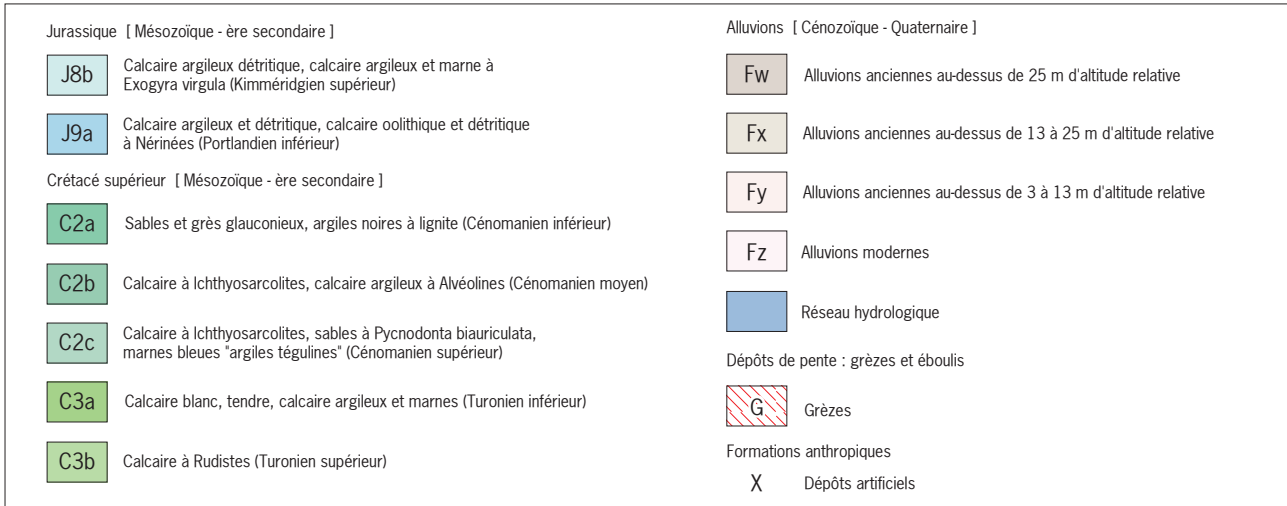 Jurassique [ Mésozoïque - ère secondaire ]
J8b
Calcaire argileux détritique, calcaire argileux et marne à
Exogyra virgula (Kimméridgien supérieur)
J9a
Calcaire argileux et détritique, calcaire oolithique et détritique
à Nérinées (Portlandien inférieur)
Crétacé supérieur [ Mésozoïque - ère secondaire ]
C2a
Sables et grès glauconieux, argiles noires à lignite (Cénomanien inférieur)
C2b
Calcaire à Ichthyosarcolites, calcaire argileux à Alvéolines (Cénomanien moyen)
C2c
Calcaire à Ichthyosarcolites, sables à Pycnodonta biauriculata,
marnes bleues "argiles tégulines" (Cénomanien supérieur)
C3a
Calcaire blanc, tendre, calcaire argileux et marnes (Turonien inférieur)
C3b
Calcaire à Rudistes (Turonien supérieur)
Alluvions [ Cénozoïque - Quaternaire ]
Fw
Alluvions anciennes au-dessus de 25 m d'altitude relative
Fx
Alluvions anciennes au-dessus de 13 à 25 m d'altitude relative
Fy
Alluvions anciennes au-dessus de 3 à 13 m d'altitude relative
Fz
Alluvions modernes
Réseau hydrologique
Dépôts de pente : grèzes et éboulis
G
Grèzes
Formations anthropiques
X
Dépôts artificiels